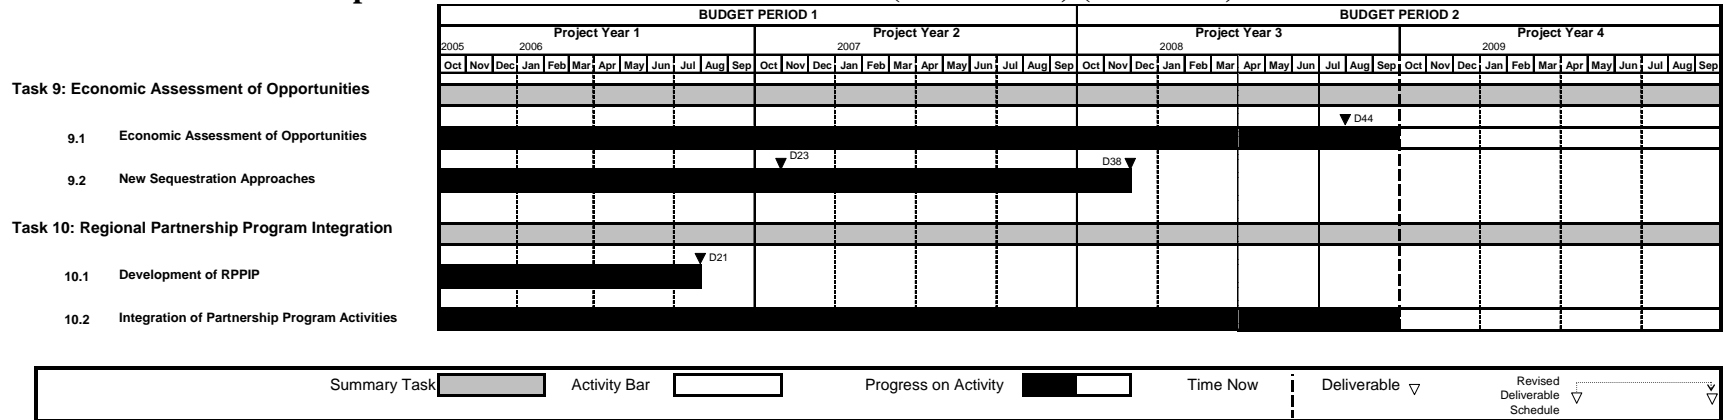 BUDGET PERIOD 1 BUDGET PERIOD 2
Project Year 1 Project Year 2 Project Year 3 Project Year 4
2005 2006 2007 2008 2009
Oct Nov Dec Jan Feb Mar Apr May Jun Jul Aug Sep Oct Nov Dec Jan Feb Mar Apr May Jun Jul Aug Sep Oct Nov Dec Jan Feb Mar Apr May Jun Jul Aug Sep Oct Nov Dec Jan Feb Mar Apr May Jun Jul Aug Sep
Task 9: Economic Assessment of Opportunities
D44
9.1 Economic Assessment of Opportunities
D23 D38
9.2 New Sequestration Approaches
Task 10: Regional Partnership Program Integration
D21
10.1 Development of RPPIP
10.2 Integration of Partnership Program Activities
Summary Task Activity Bar Progress on Activity Time Now Deliverable Revised
Deliverable
Schedule